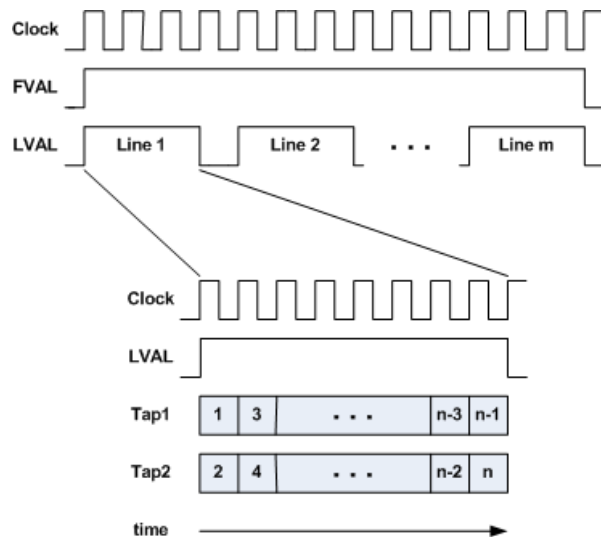 Clock
FVAL
LVAL Line 1 Line 2 . . . Line m
Clock
LVAL
Tap1 1 3 . . . n-3 n-1
Tap2 2 4 . . . n-2 n
time